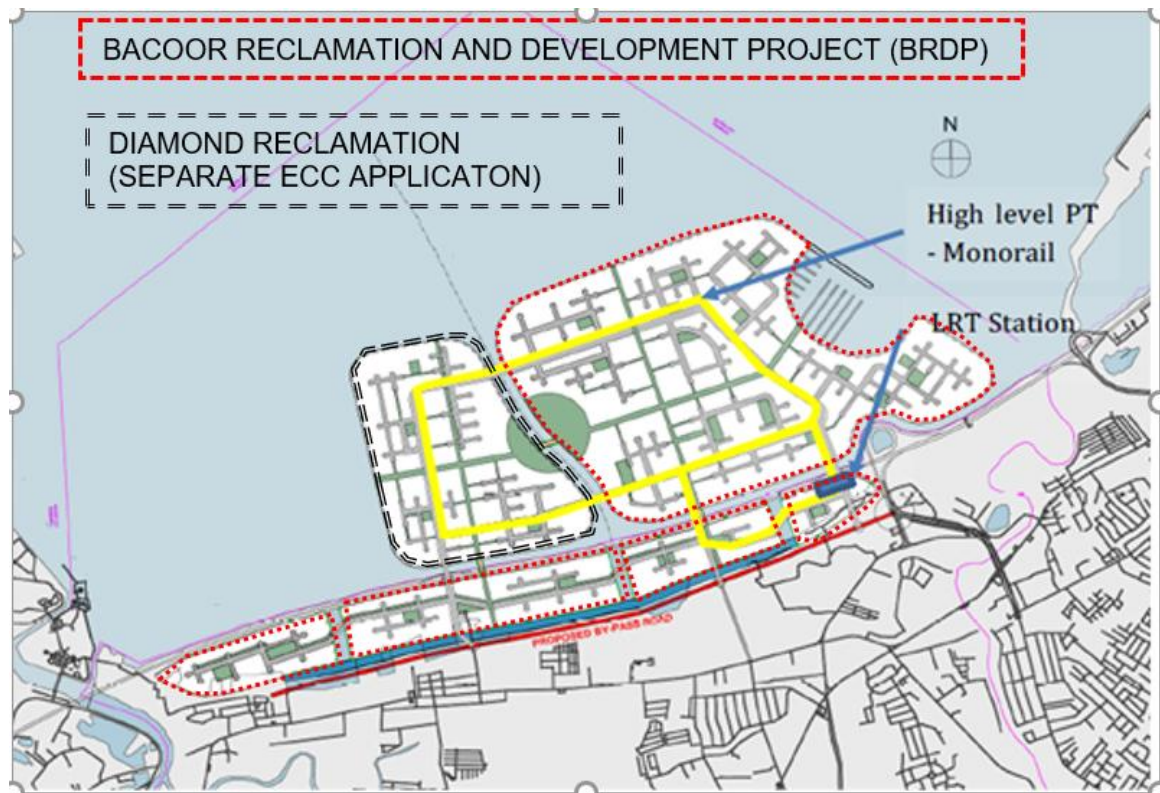 BACOOR RECLAMATION AND DEVELOPMENT PROJECT (BRDP)
DIAMOND RECLAMATION
(SEPARATE ECC APPLICATON)
N
High level PT
- Monorail
LRT Station
PROPOSED BY-PASS ROAD